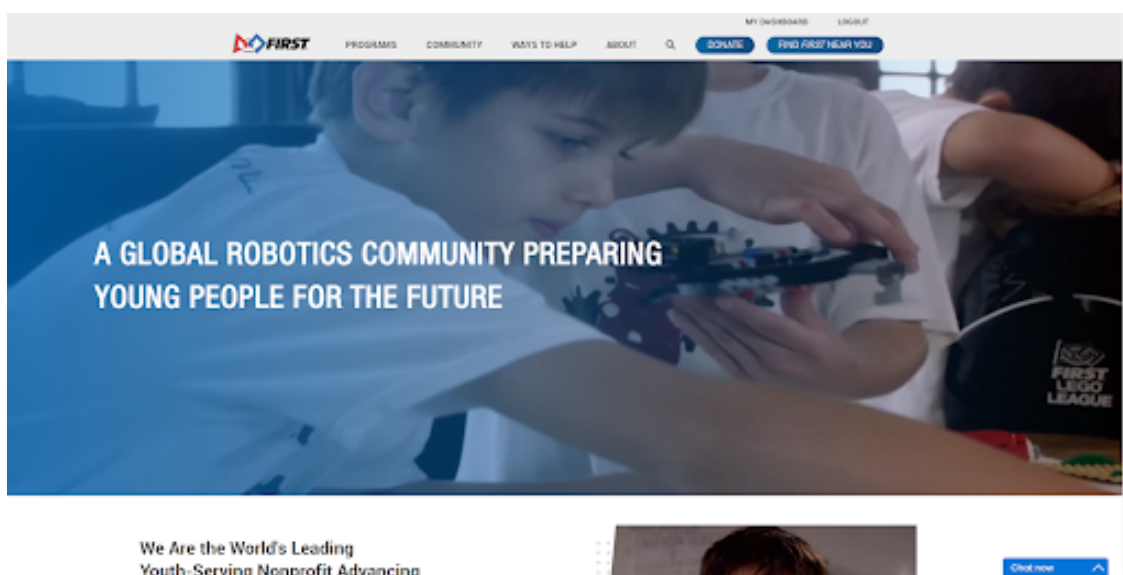 MY DASHBOARD LOGOUT
FIRST PROGRAMS COMMUNITY WAYS TO HELP ABOUT DONATE FIND FIRST NEAR YOU
A GLOBAL ROBOTICS COMMUNITY PREPARING
YOUNG PEOPLE FOR THE FUTURE
FIRST
LEGO
LEAGUE
We Are the World's Leading
Youth-Serving Nonprofit Advancing
Chat now